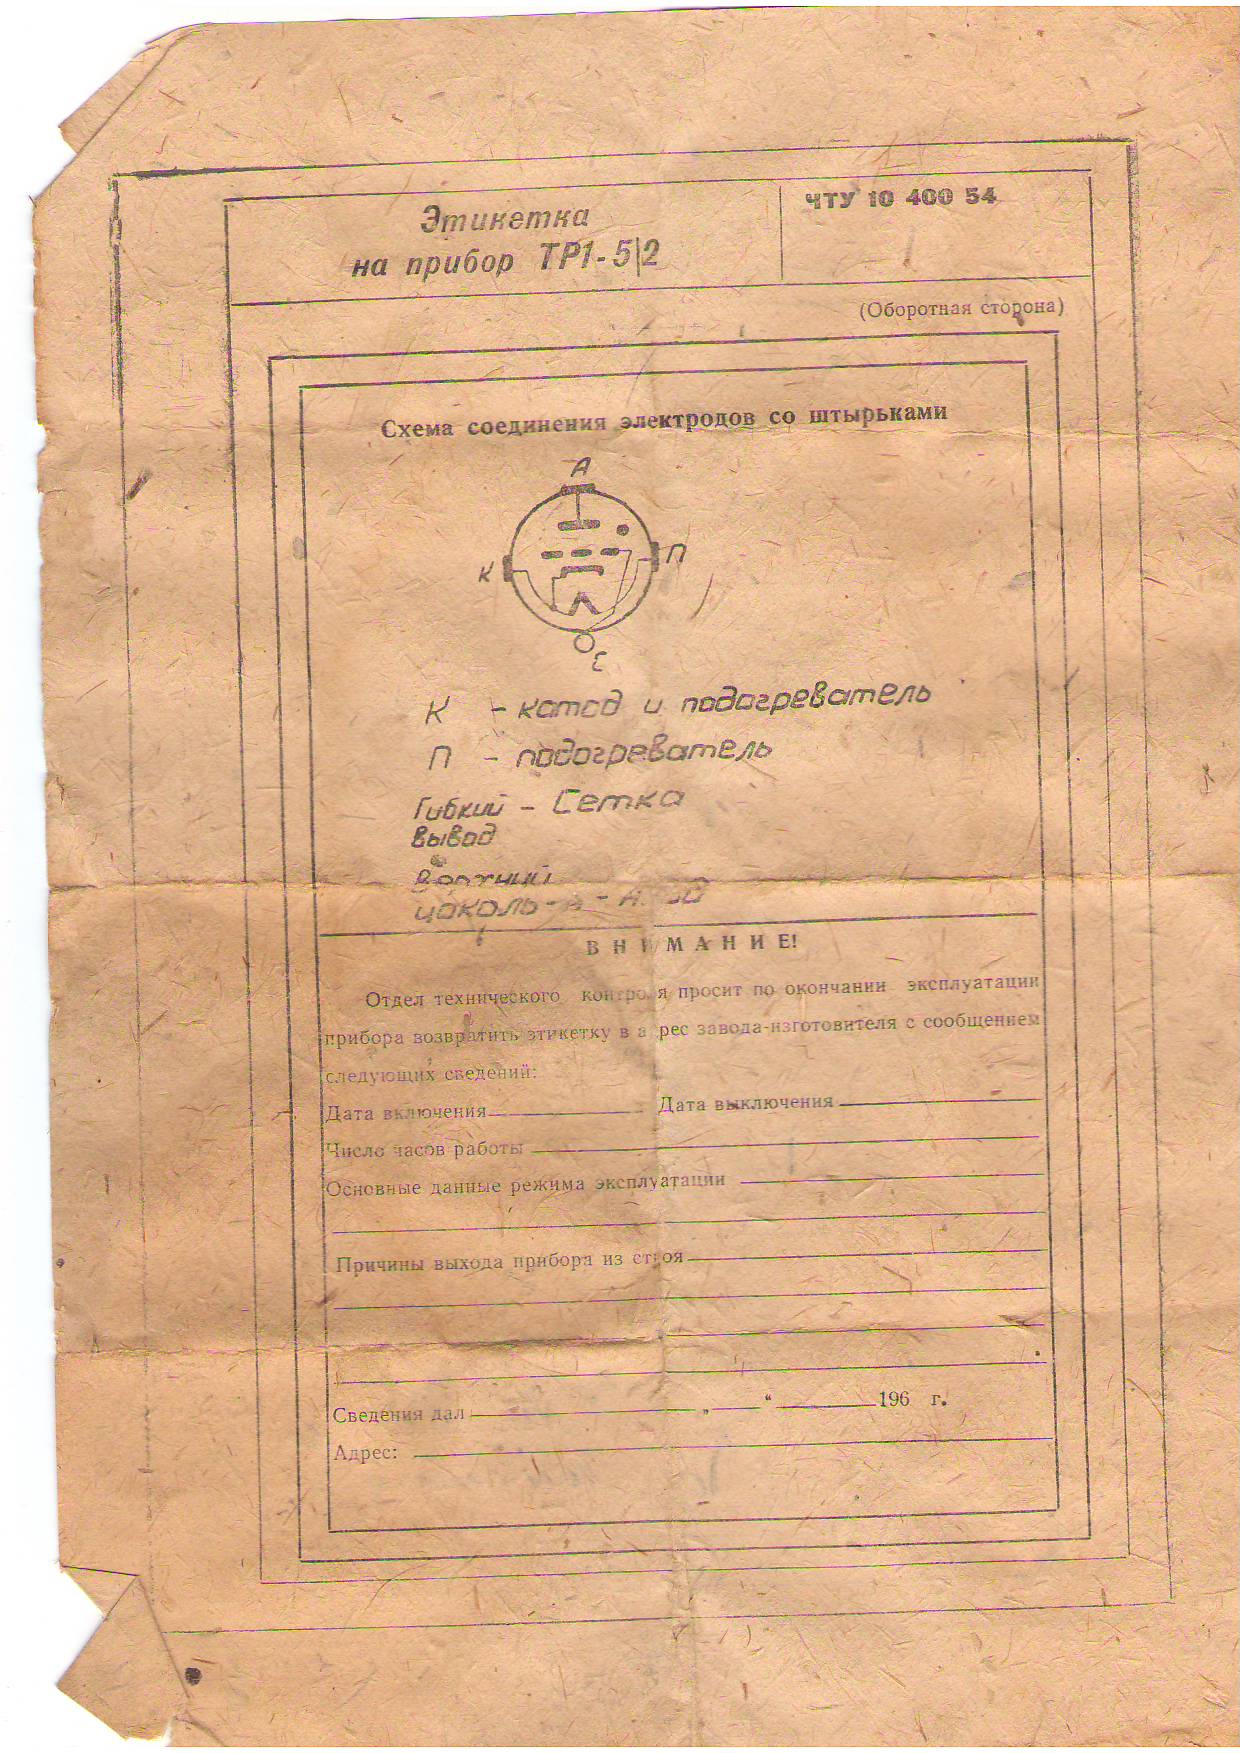 Этикетка
на прибор ТР1-5/2
ЧТУ 10 400 54
(Оборотная сторона)
Схема соединения электродов со штырьками
А
К
П
С
К - катод и подогреватель
П - подогреватель
Гибкий - Сетка
вывод
цоколь-
ВНИМАНИЕ!
Отдел технического контроля просит по окончании эксплуатации
прибора возвратить этикетку в адрес завода-изготовителя с сообщением
следующих сведений:
Дата включения Дата выключения
Число часов работы
Основные данные режима эксплуатации
Причины выхода прибора из строя
Сведения дал „ “ 196 г.
Адрес: